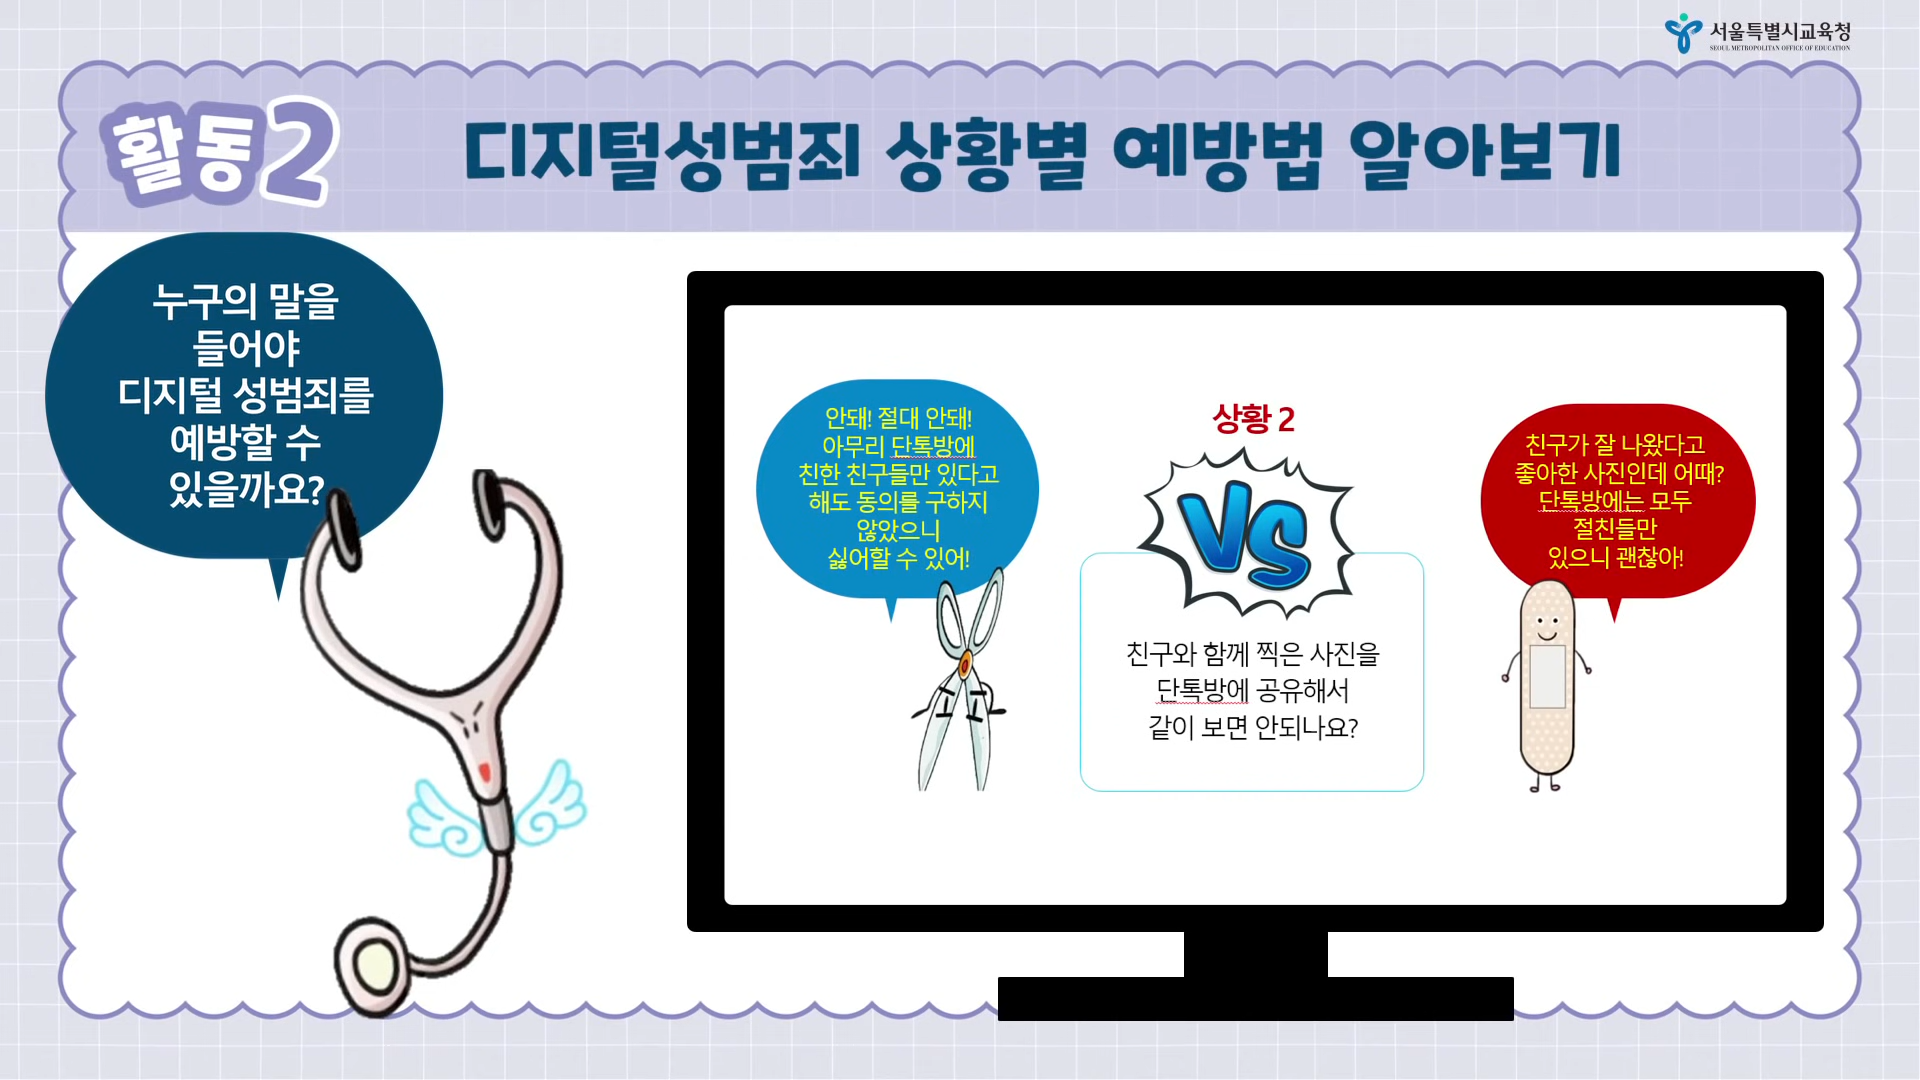 서울특별시교육청
SEOUL METROPOLITAN OFFICE OF EDUCATION
활동2
디지털성범죄 상황별 예방법 알아보기
누구의 말을
들어야
디지털 성범죄를
예방할 수
있을까요?
안돼! 절대 안돼!
아무리 단톡방에
친한 친구들만 있다고
해도 동의를 구하지
않았으니
싫어할 수 있어!
상황 2
VS
친구와 함께 찍은 사진을
단톡방에 공유해서
같이 보면 안되나요?
친구가 잘 나왔다고
좋아한 사진인데 어때?
단톡방에는 모두
절친들만
있으니 괜찮아!